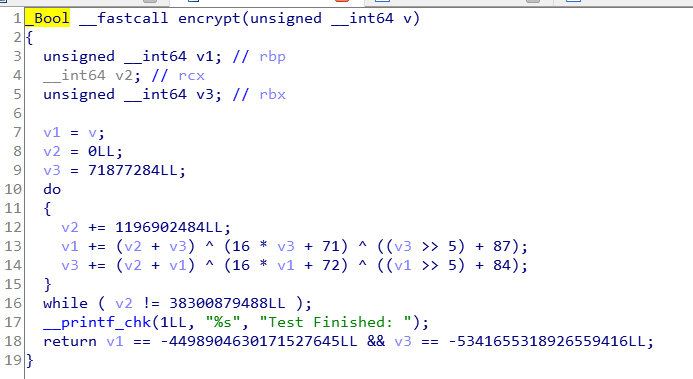 1 _Bool __fastcall encrypt(unsigned __int64 v)
2 {
3 unsigned __int64 v1; // rbp
4 __int64 v2; // rcx
5 unsigned __int64 v3; // rbx
6
7 v1 = v;
8 v2 = 0LL;
9 v3 = 71877284LL;
10 do
11 {
12 v2 += 1196902484LL;
13 v1 += (v2 + v3) ^ (16 * v3 + 71) ^ ((v3 >> 5) + 87);
14 v3 += (v2 + v1) ^ (16 * v1 + 72) ^ ((v1 >> 5) + 84);
15 }
16 while ( v2 != 38300879488LL );
17 __printf_chk(1LL, "%s", "Test Finished: ");
18 return v1 == -4498904630171527645LL && v3 == -5341655318926559416LL;
19 }